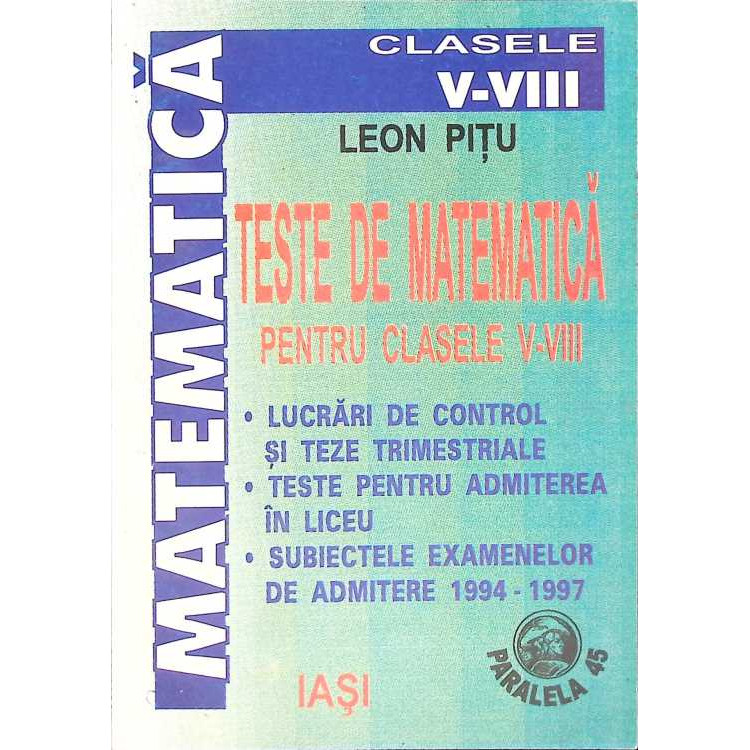 MATEMATICĂ
CLASELE
V-VIII
LEON PIȚU
TESTE DE MATEMATICĂ
PENTRU CLASELE V-VIII
• LUCRĂRI DE CONTROL
ȘI TEZE TRIMESTRIALE
• TESTE PENTRU ADMITEREA
ÎN LICEU
• SUBIECTELE EXAMENELOR
DE ADMITERE 1994 - 1997
PARALELA 45
IAȘI